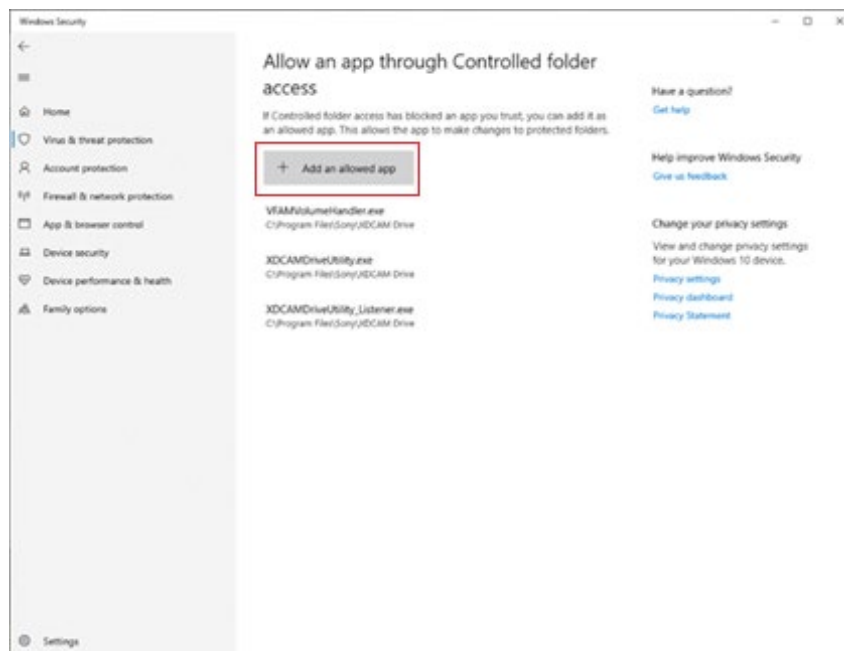 Windows Security
Home
Virus & threat protection
Account protection
Firewall & network protection
App & browser control
Device security
Device performance & health
Family options
Settings
Allow an app through Controlled folder
access
If Controlled folder access has blocked an app you trust, you can add it as
an allowed app. This allows the app to make changes to protected folders.
+ Add an allowed app
VFAMVolumeHandler.exe
C:\Program Files\Sony\XDCAM Drive
XDCAMDriveUtility.exe
C:\Program Files\Sony\XDCAM Drive
XDCAMDriveUtility_Listener.exe
C:\Program Files\Sony\XDCAM Drive
Have a question?
Get help
Help improve Windows Security
Give us feedback
Change your privacy settings
View and change privacy settings
for your Windows 10 device.
Privacy settings
Privacy dashboard
Privacy Statement